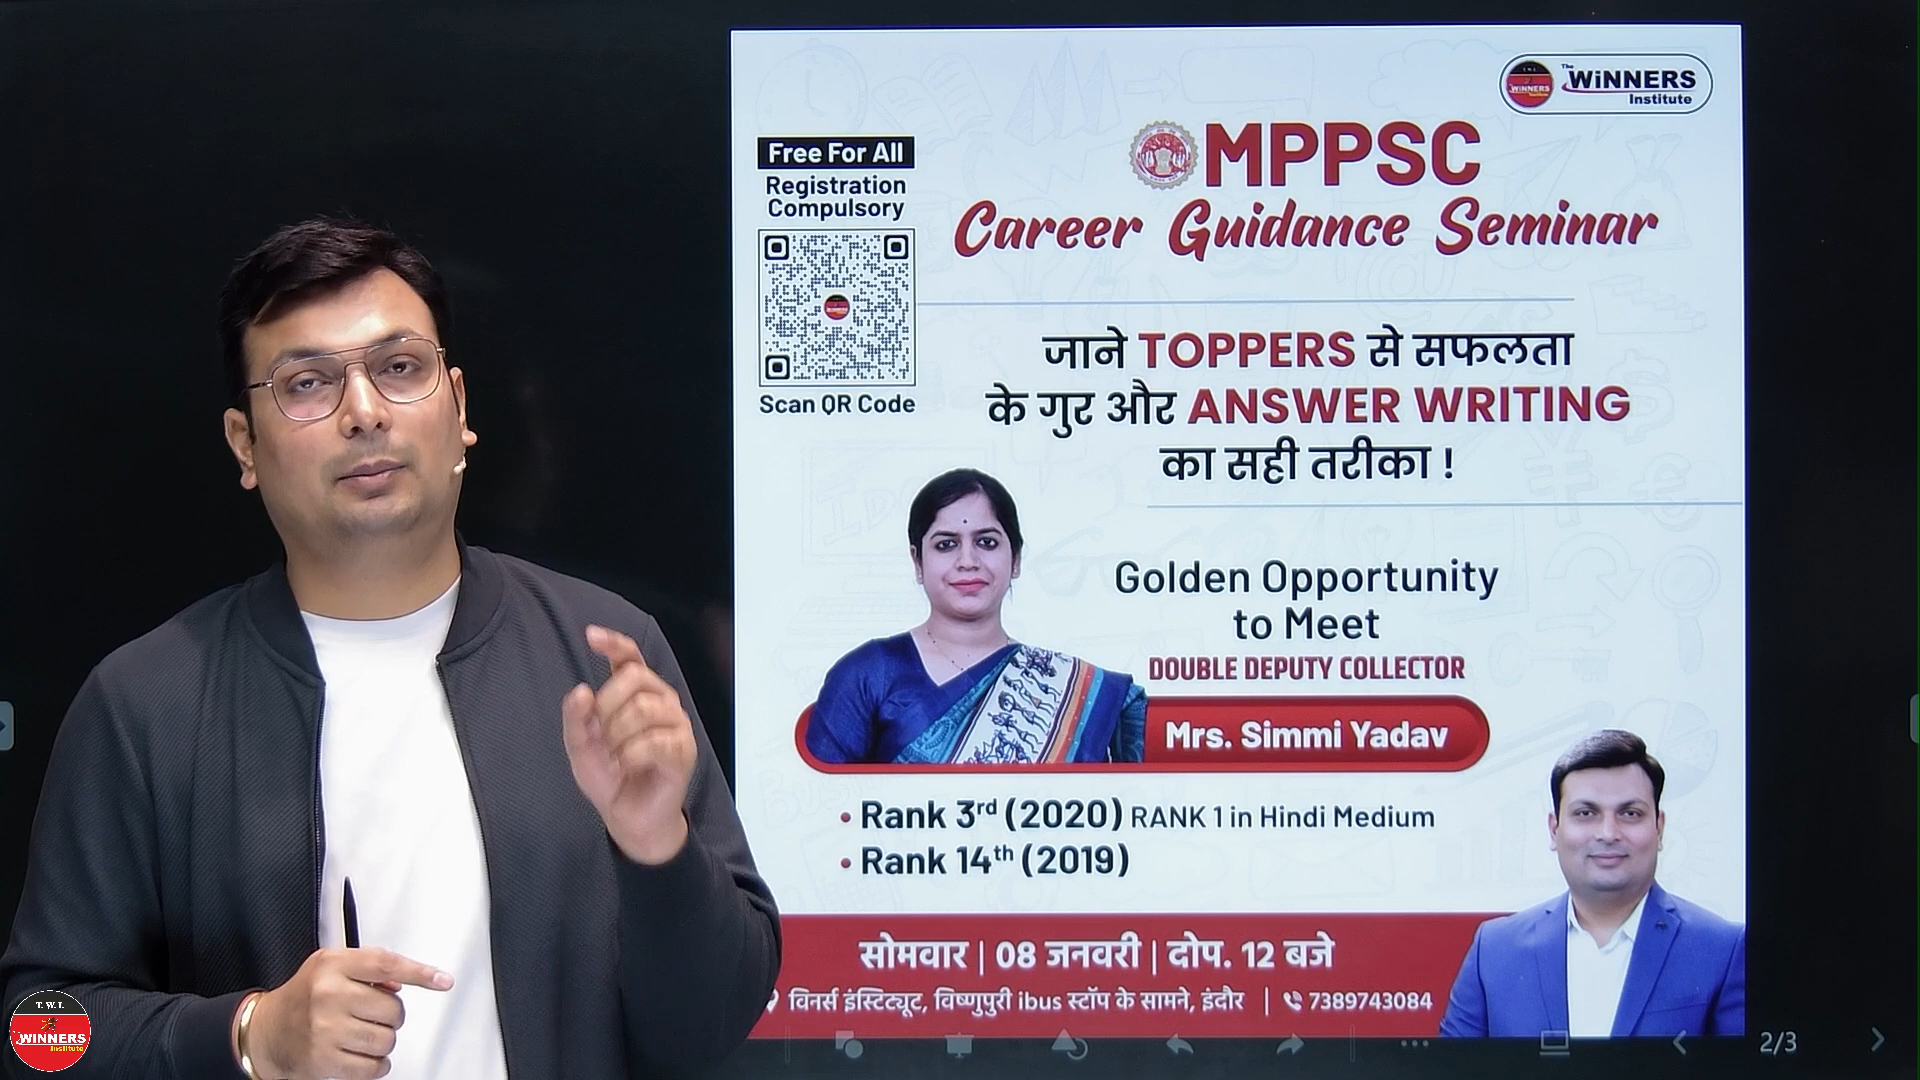 The WiNNERS
Institute
Free For All
Registration
Compulsory
Scan QR Code
MPPSC
Career Guidance Seminar
जाने TOPPERS से सफलता
के गुर और ANSWER WRITING
का सही तरीका !
Golden Opportunity
to Meet
DOUBLE DEPUTY COLLECTOR
Mrs. Simmi Yadav
• Rank 3rd (2020) RANK 1 in Hindi Medium
• Rank 14th (2019)
सोमवार | 08 जनवरी | दोप. 12 बजे
विनर्स इंस्टिट्यूट, विष्णुपुरी ibus स्टॉप के सामने, इंदौर | 7389743084
2/3
T.W.I.
WINNERS
Institute